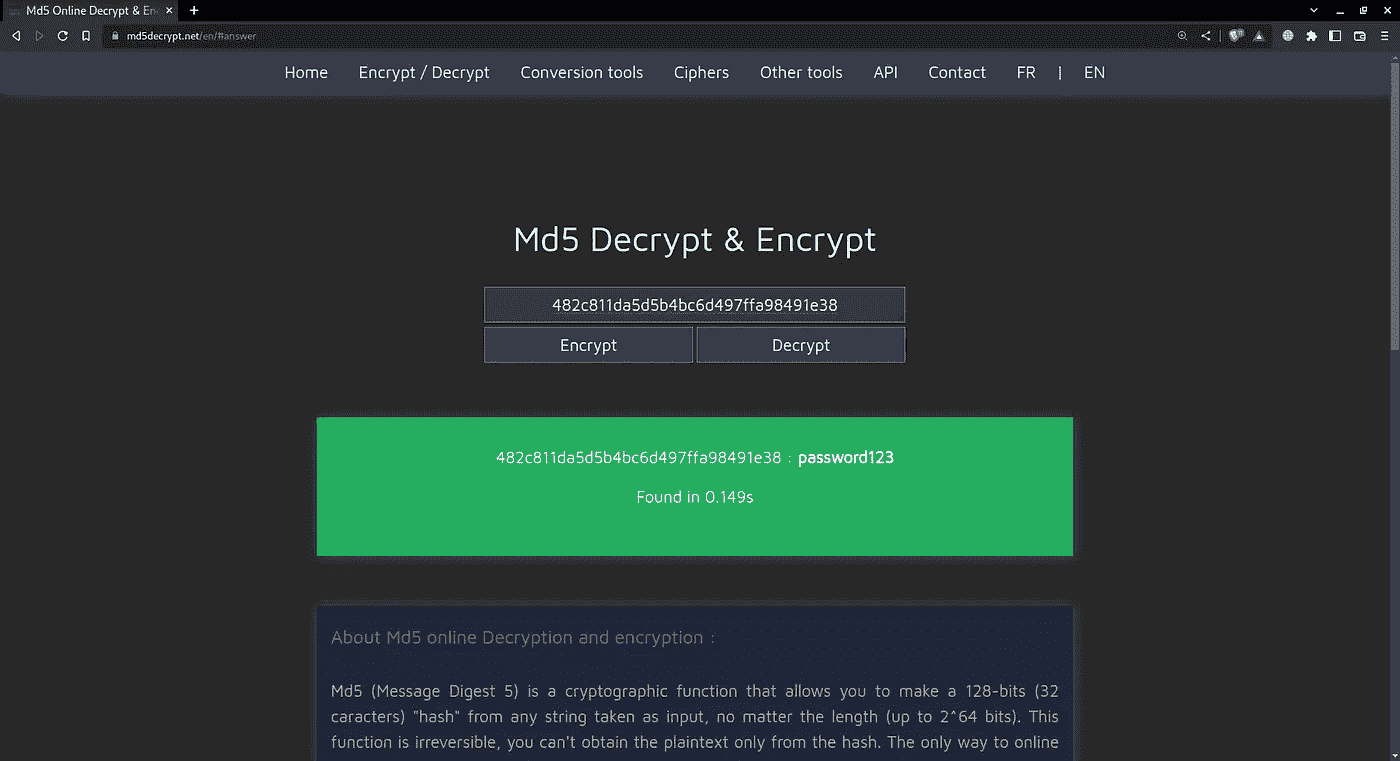 Md5 Online Decrypt & En
md5decrypt.net/en/#answer
Home Encrypt / Decrypt Conversion tools Ciphers Other tools API Contact FR | EN
Md5 Decrypt & Encrypt
482c811da5d5b4bc6d497ffa98491e38
Encrypt Decrypt
482c811da5d5b4bc6d497ffa98491e38 : password123
Found in 0.149s
About Md5 online Decryption and encryption :
Md5 (Message Digest 5) is a cryptographic function that allows you to make a 128-bits (32
caracters) "hash" from any string taken as input, no matter the length (up to 2^64 bits). This
function is irreversible, you can't obtain the plaintext only from the hash. The only way to online